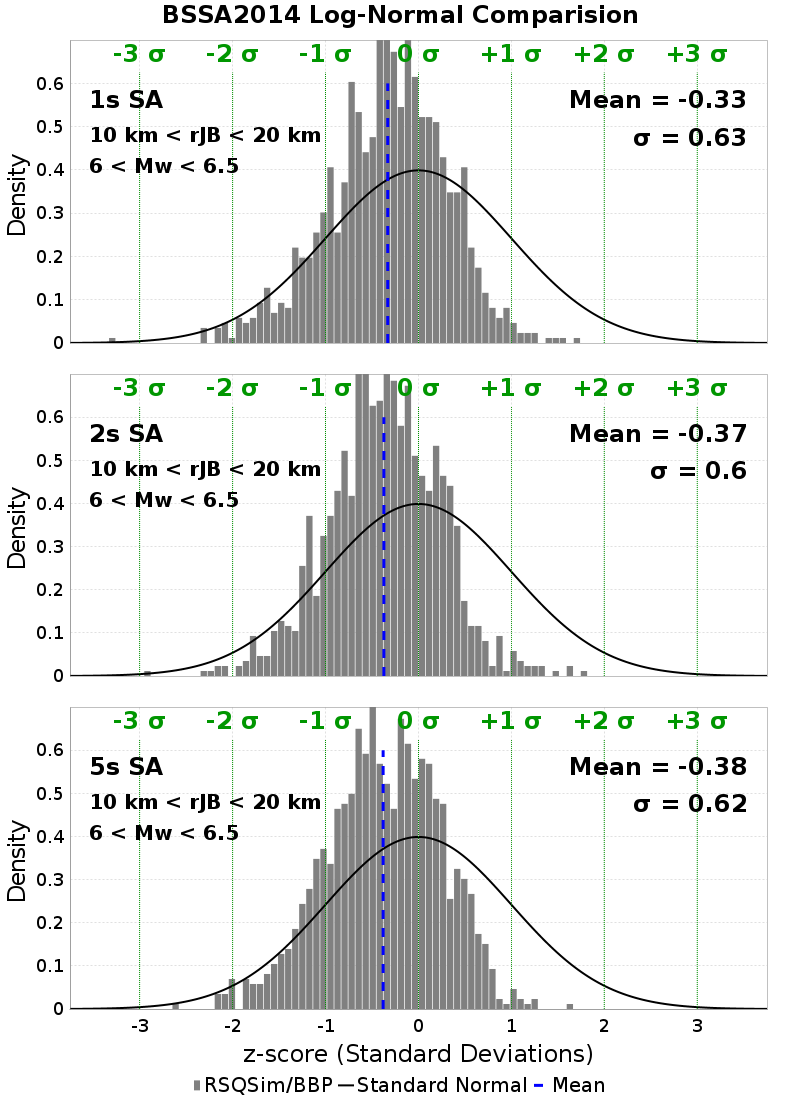 BSSA2014 Log-Normal Comparision
-3 σ -2 σ -1 σ 0 σ +1 σ +2 σ +3 σ
1s SA
10 km < rJB < 20 km
6 < Mw < 6.5
Mean = -0.33
σ = 0.63
Density
0.6
0.5
0.4
0.3
0.2
0.1
0
-3 σ -2 σ -1 σ 0 σ +1 σ +2 σ +3 σ
2s SA
10 km < rJB < 20 km
6 < Mw < 6.5
Mean = -0.37
σ = 0.6
Density
0.6
0.5
0.4
0.3
0.2
0.1
0
-3 σ -2 σ -1 σ 0 σ +1 σ +2 σ +3 σ
5s SA
10 km < rJB < 20 km
6 < Mw < 6.5
Mean = -0.38
σ = 0.62
Density
0.6
0.5
0.4
0.3
0.2
0.1
0
-3 -2 -1 0 1 2 3
z-score (Standard Deviations)
RSQSim/BBP Standard Normal Mean